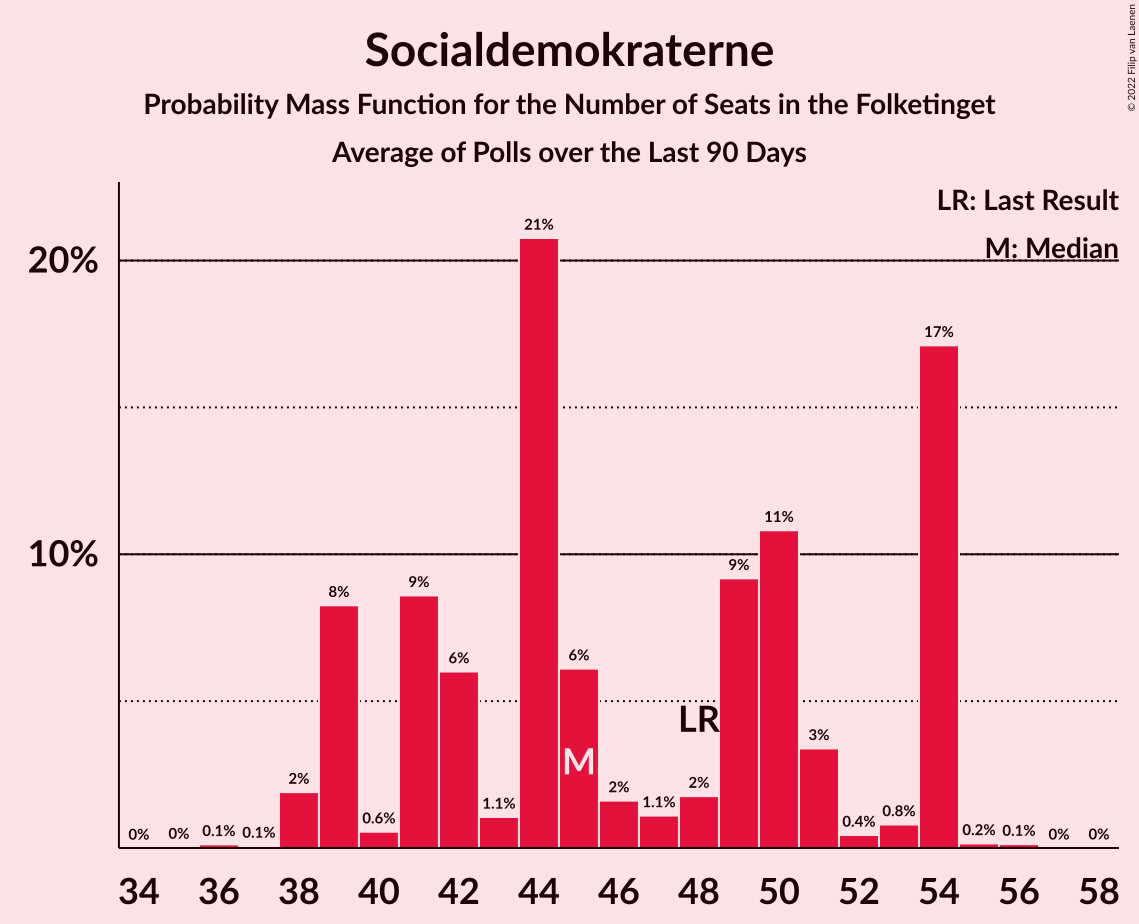 Socialdemokraterne
Probability Mass Function for the Number of Seats in the Folketinget
Average of Polls over the Last 90 Days
© 2022 Filip van Laenen
LR: Last Result
M: Median
20%
10%
0% 0% 0.1% 0.1% 2% 8% 0.6% 9% 6% 1.1% 21% 6% 2% 1.1% 2% 9% 11% 3% 0.4% 0.8% 17% 0.2% 0.1% 0% 0%
LR
M
34 36 38 40 42 44 46 48 50 52 54 56 58